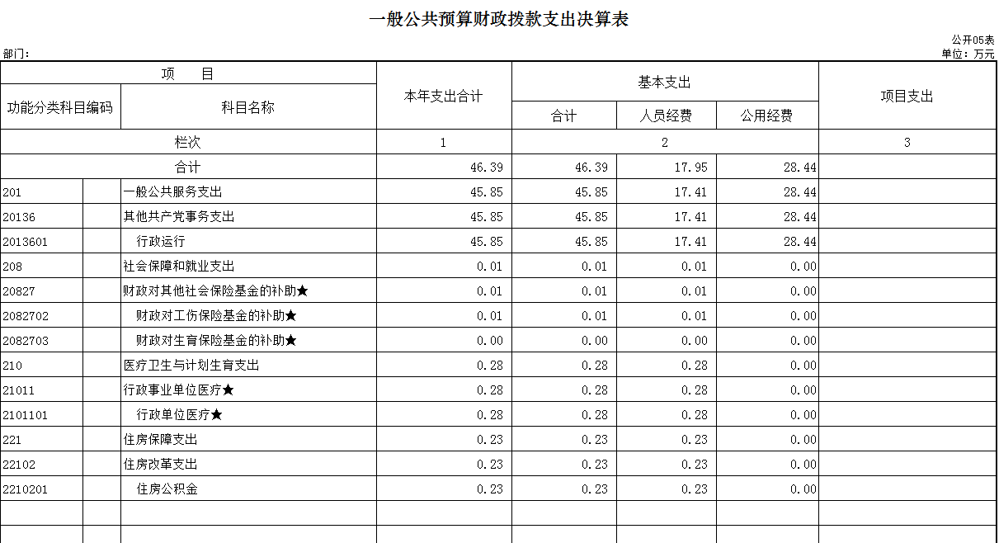 一般公共预算财政拨款支出决算表
公开05表
部门： 单位：万元
项 目 本年支出合计 基本支出 项目支出
功能分类科目编码 科目名称 合计 人员经费 公用经费
栏次 1 2 3
合计 46.39 46.39 17.95 28.44
201 一般公共服务支出 45.85 45.85 17.41 28.44
20136 其他共产党事务支出 45.85 45.85 17.41 28.44
2013601 行政运行 45.85 45.85 17.41 28.44
208 社会保障和就业支出 0.01 0.01 0.01 0.00
20827 财政对其他社会保险基金的补助★ 0.01 0.01 0.01 0.00
2082702 财政对工伤保险基金的补助★ 0.01 0.01 0.01 0.00
2082703 财政对生育保险基金的补助★ 0.00 0.00 0.00 0.00
210 医疗卫生与计划生育支出 0.28 0.28 0.28 0.00
21011 行政事业单位医疗★ 0.28 0.28 0.28 0.00
2101101 行政单位医疗★ 0.28 0.28 0.28 0.00
221 住房保障支出 0.23 0.23 0.23 0.00
22102 住房改革支出 0.23 0.23 0.23 0.00
2210201 住房公积金 0.23 0.23 0.23 0.00